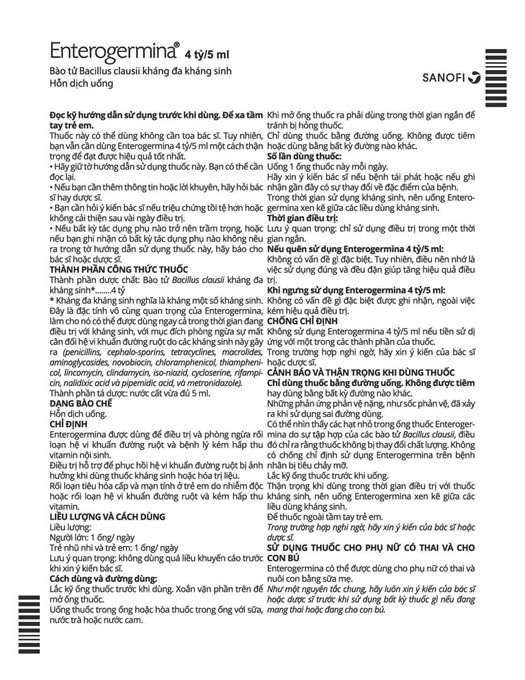 Enterogermina® 4 tỷ/5 ml
Bào tử Bacillus clausii kháng đa kháng sinh
Hỗn dịch uống
SANOFI
Đọc kỹ hướng dẫn sử dụng trước khi dùng. Để xa tầm
tay trẻ em.
Thuốc này có thể dùng không cần toa bác sĩ. Tuy nhiên,
bạn vẫn cần dùng Enterogermina 4 tỷ/5 ml một cách thận
trọng để đạt được hiệu quả tốt nhất.
• Hãy giữ tờ hướng dẫn sử dụng thuốc này. Bạn có thể cần
đọc lại.
• Nếu bạn cần thêm thông tin hoặc lời khuyên, hãy hỏi bác
sĩ hay dược sĩ.
• Bạn cần hỏi ý kiến bác sĩ nếu triệu chứng tồi tệ hơn hoặc
không cải thiện sau vài ngày điều trị.
• Nếu bất kỳ tác dụng phụ nào trở nên trầm trọng, hoặc
nếu bạn ghi nhận có bất kỳ tác dụng phụ nào không nêu
ra trong tờ hướng dẫn sử dụng thuốc này, hãy báo cho
bác sĩ hoặc dược sĩ.
THÀNH PHẦN CÔNG THỨC THUỐC
Thành phần dược chất: Bào tử Bacillus clausii kháng đa
kháng sinh*........4 tỷ
* Kháng đa kháng sinh nghĩa là kháng một số kháng sinh.
Đây là đặc tính vô cùng quan trọng của Enterogermina,
làm cho nó có thể được dùng ngay cả trong thời gian đang
điều trị với kháng sinh, với mục đích phòng ngừa sự mất
cân đối hệ vi khuẩn đường ruột do các kháng sinh này gây
ra (penicillins, cephalo-sporins, tetracyclines, macrolides,
aminoglycosides, novobiocin, chloramphenicol, thiampheni-
col, lincomycin, clindamycin, iso-niazid, cycloserine, rifampi-
cin, nalidixic acid và pipemidic acid, và metronidazole).
Thành phần tá dược: nước cất vừa đủ 5 ml.
DẠNG BÀO CHẾ
Hỗn dịch uống.
CHỈ ĐỊNH
Enterogermina được dùng để điều trị và phòng ngừa rối
loạn hệ vi khuẩn đường ruột và bệnh lý kém hấp thu
vitamin nội sinh.
Điều trị hỗ trợ để phục hồi hệ vi khuẩn đường ruột bị ảnh
hưởng khi dùng thuốc kháng sinh hoặc hóa trị liệu.
Rối loạn tiêu hóa cấp và mạn tính ở trẻ em do nhiễm độc
hoặc rối loạn hệ vi khuẩn đường ruột và kém hấp thu
vitamin.
LIỀU LƯỢNG VÀ CÁCH DÙNG
Liều lượng:
Người lớn: 1 ống/ ngày
Trẻ nhũ nhi và trẻ em: 1 ống/ ngày
Lưu ý quan trọng: không dùng quá liều khuyến cáo trước
khi xin ý kiến bác sĩ.
Cách dùng và đường dùng:
Lắc kỹ ống thuốc trước khi dùng. Xoắn vặn phần trên để
mở ống thuốc.
Uống thuốc trong ống hoặc hòa thuốc trong ống với sữa,
nước trà hoặc nước cam.
Khi mở ống thuốc ra phải dùng trong thời gian ngắn để
tránh bị hỏng thuốc.
Chỉ dùng thuốc bằng đường uống. Không được tiêm
hoặc dùng bằng bất kỳ đường nào khác.
Số lần dùng thuốc:
Uống 1 ống thuốc này mỗi ngày.
Hãy xin ý kiến bác sĩ nếu bệnh tái phát hoặc nếu ghi
nhận gần đây có sự thay đổi về đặc điểm của bệnh.
Trong thời gian sử dụng kháng sinh, nên uống Entero-
germina xen kẽ giữa các liều dùng kháng sinh.
Thời gian điều trị:
Lưu ý quan trọng: chỉ sử dụng điều trị trong một thời
gian ngắn.
Nếu quên sử dụng Enterogermina 4 tỷ/5 ml:
Không có vấn đề gì đặc biệt. Tuy nhiên, điều nên nhớ là
việc sử dụng đúng và đều đặn giúp tăng hiệu quả điều
trị.
Khi ngưng sử dụng Enterogermina 4 tỷ/5 ml:
Không có vấn đề gì đặc biệt được ghi nhận, ngoài việc
kém hiệu quả điều trị.
CHỐNG CHỈ ĐỊNH
Không sử dụng Enterogermina 4 tỷ/5 ml nếu tiền sử dị
ứng với một trong các thành phần của thuốc.
Trong trường hợp nghi ngờ, hãy xin ý kiến của bác sĩ
hoặc dược sĩ.
CẢNH BÁO VÀ THẬN TRỌNG KHI DÙNG THUỐC
Chỉ dùng thuốc bằng đường uống. Không được tiêm
hay dùng bằng bất kỳ đường nào khác.
Những phản ứng phản vệ nặng, như sốc phản vệ, đã xảy
ra khi sử dụng sai đường dùng.
Có thể nhìn thấy các hạt nhỏ trong ống thuốc Enteroger-
mina do sự tập hợp của các bào tử Bacillus clausii, điều
đó chỉ ra rằng thuốc không bị thay đổi chất lượng. Không
có chống chỉ định sử dụng Enterogermina trên bệnh
nhân bị tiêu chảy mỡ.
Lắc kỹ ống thuốc trước khi uống.
Thận trọng khi dùng trong thời gian điều trị với thuốc
kháng sinh, nên uống Enterogermina xen kẽ giữa các
liều dùng kháng sinh.
Để thuốc ngoài tầm tay trẻ em.
Trong trường hợp nghi ngờ, hãy xin ý kiến của bác sĩ hoặc
dược sĩ.
SỬ DỤNG THUỐC CHO PHỤ NỮ CÓ THAI VÀ CHO
CON BÚ
Enterogermina có thể được dùng cho phụ nữ có thai và
nuôi con bằng sữa mẹ.
Như một nguyên tắc chung, hãy luôn xin ý kiến của bác sĩ
hoặc dược sĩ trước khi sử dụng bất kỳ thuốc gì nếu đang
mang thai hoặc đang cho con bú.